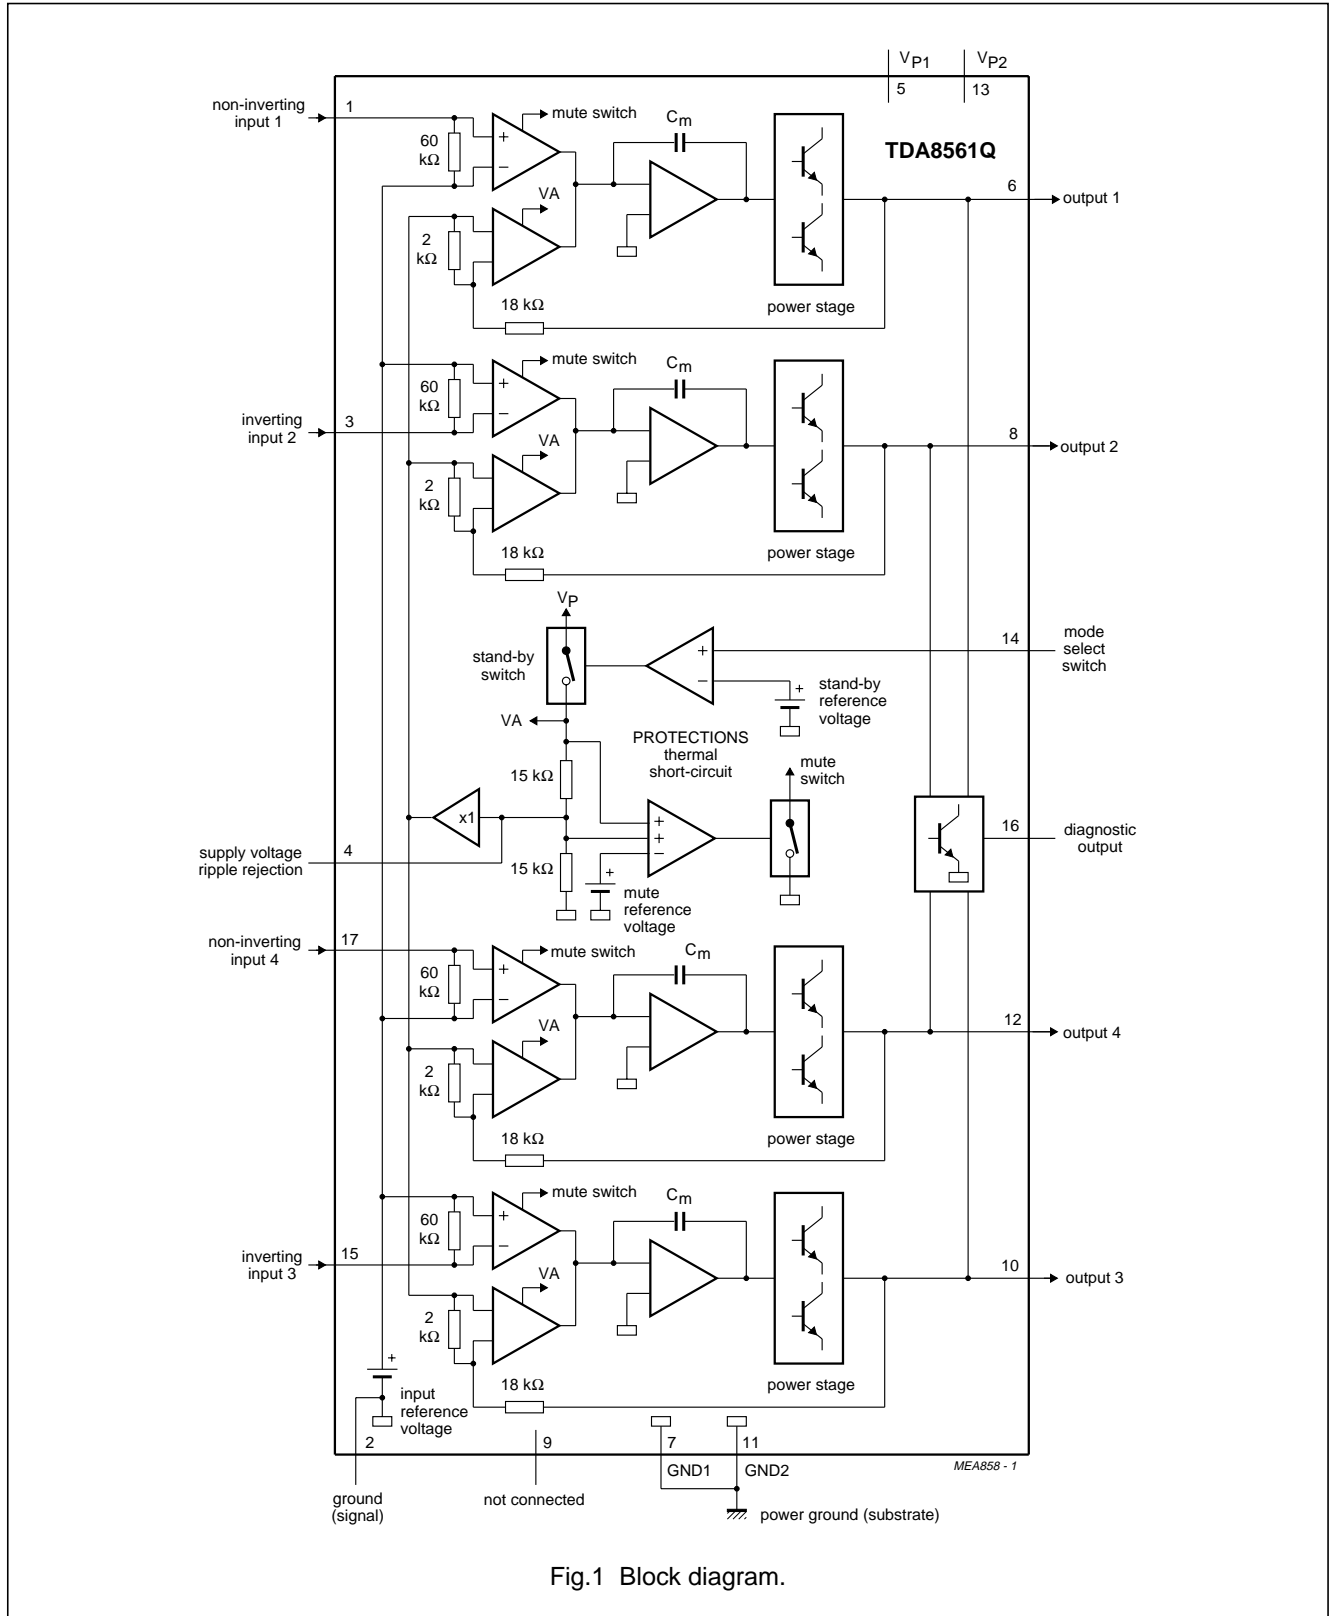 VP1
VP2
5
13
non-inverting
input 1
1
mute switch
Cm
60
kΩ
+
−
TDA8561Q
VA
6
output 1
2
kΩ
18 kΩ
power stage
mute switch
Cm
60
kΩ
+
−
inverting
input 2
3
VA
8
output 2
2
kΩ
18 kΩ
power stage
VP
stand-by
switch
+
−
14
mode
select
switch
+
stand-by
reference
voltage
VA
PROTECTIONS
thermal
short-circuit
mute
switch
15 kΩ
x1
+
+
−
16
diagnostic
output
supply voltage
ripple rejection
4
15 kΩ
+
mute
reference
voltage
non-inverting
input 4
17
mute switch
Cm
60
kΩ
+
−
VA
12
output 4
2
kΩ
18 kΩ
power stage
mute switch
Cm
60
kΩ
+
−
inverting
input 3
15
VA
10
output 3
2
kΩ
+
18 kΩ
power stage
input
reference
voltage
2
9
7
11
GND1
GND2
MEA858 - 1
ground
(signal)
not connected
power ground (substrate)
Fig.1 Block diagram.